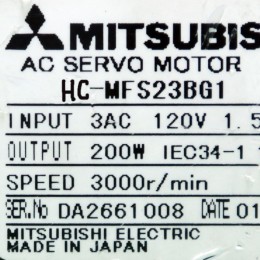 MITSUBIS
AC SERVO MOTOR
HC-MFS23BG1
INPUT 3AC 120V 1.5
OUTPUT 200W IEC34-1 1
SPEED 3000r/min
SER.No DA2661008 DATE 01
MITSUBISHI ELECTRIC
MADE IN JAPAN